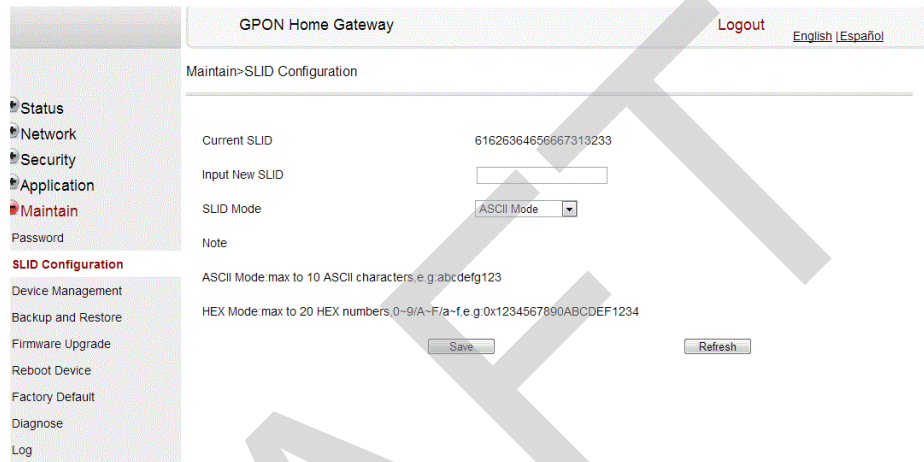 GPON Home Gateway
Logout
English | Español
Maintain>SLID Configuration
Status
Network
Security
Application
Maintain
Password
SLID Configuration
Device Management
Backup and Restore
Firmware Upgrade
Reboot Device
Factory Default
Diagnose
Log
Current SLID 61626364656667313233
Input New SLID
SLID Mode ASCII Mode
Note
ASCII Mode:max to 10 ASCII characters,e.g:abcdefg123
HEX Mode:max to 20 HEX numbers,0~9/A~F/a~f,e.g:0x1234567890ABCDEF1234
Save Refresh